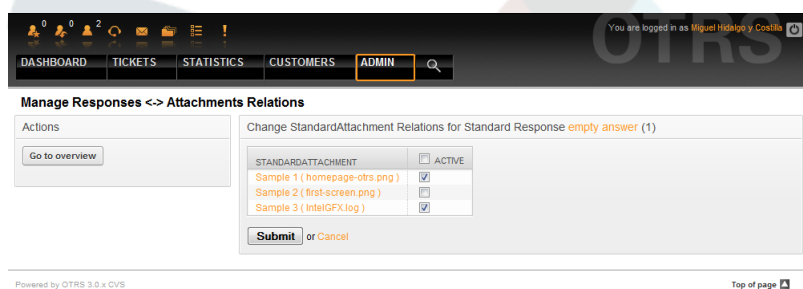 0 0 2
You are logged in as Miguel Hidalgo y Costilla
OTRS
DASHBOARD TICKETS STATISTICS CUSTOMERS ADMIN
Manage Responses <-> Attachments Relations
Actions
Go to overview
Change StandardAttachment Relations for Standard Response empty answer (1)
STANDARDATTACHMENT ACTIVE
Sample 1 ( homepage-otrs.png )
Sample 2 ( first-screen.png )
Sample 3 ( IntelGFX.log )
Submit or Cancel
Powered by OTRS 3.0.x CVS
Top of page